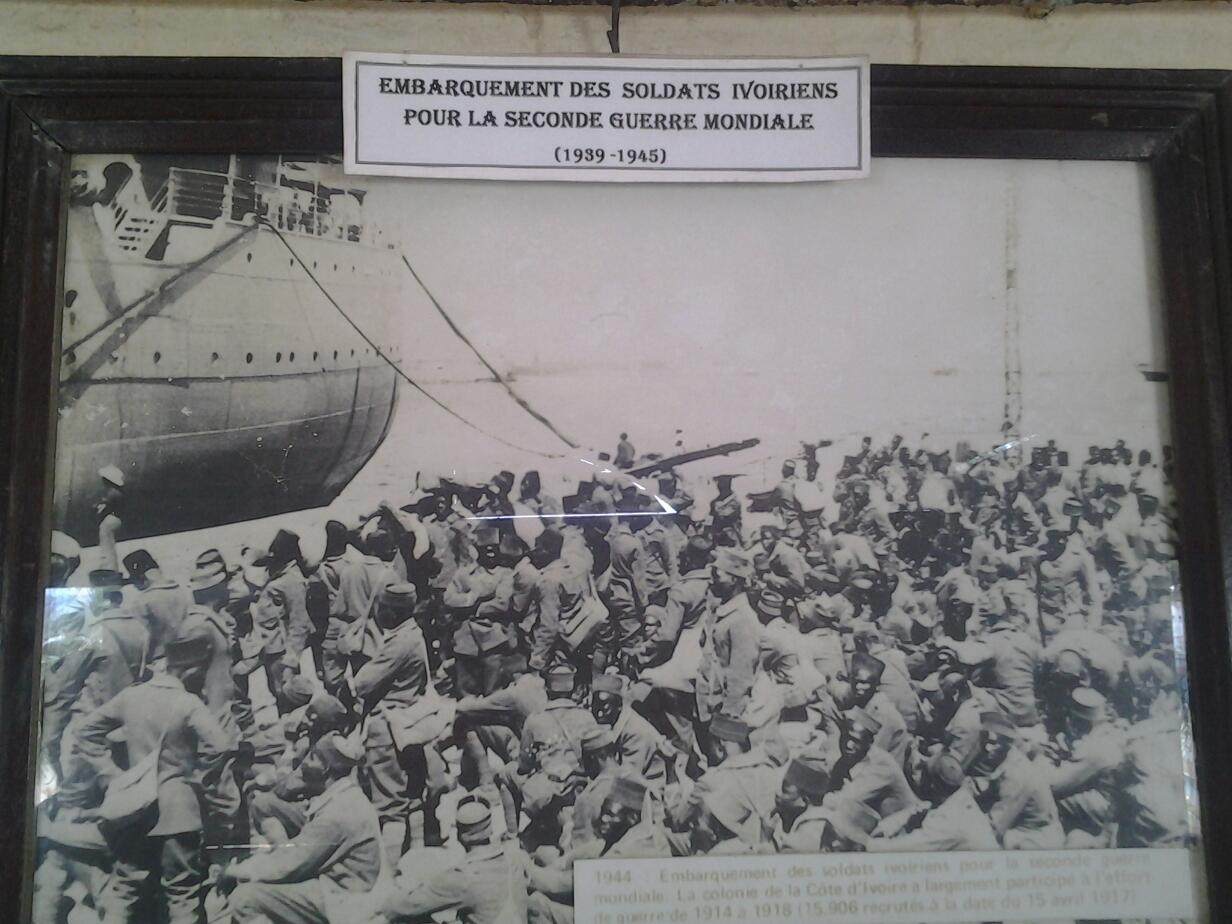 EMBARQUEMENT DES SOLDATS IVOIRIENS
POUR LA SECONDE GUERRE MONDIALE
(1939-1945)
1944 : Embarquement des soldats ivoiriens pour la seconde guerre
mondiale. La colonie de la Côte d'Ivoire a largement participé à l'effort
de guerre de 1914 à 1918 (15.906 recrutés à la date du 15 avril 1917).